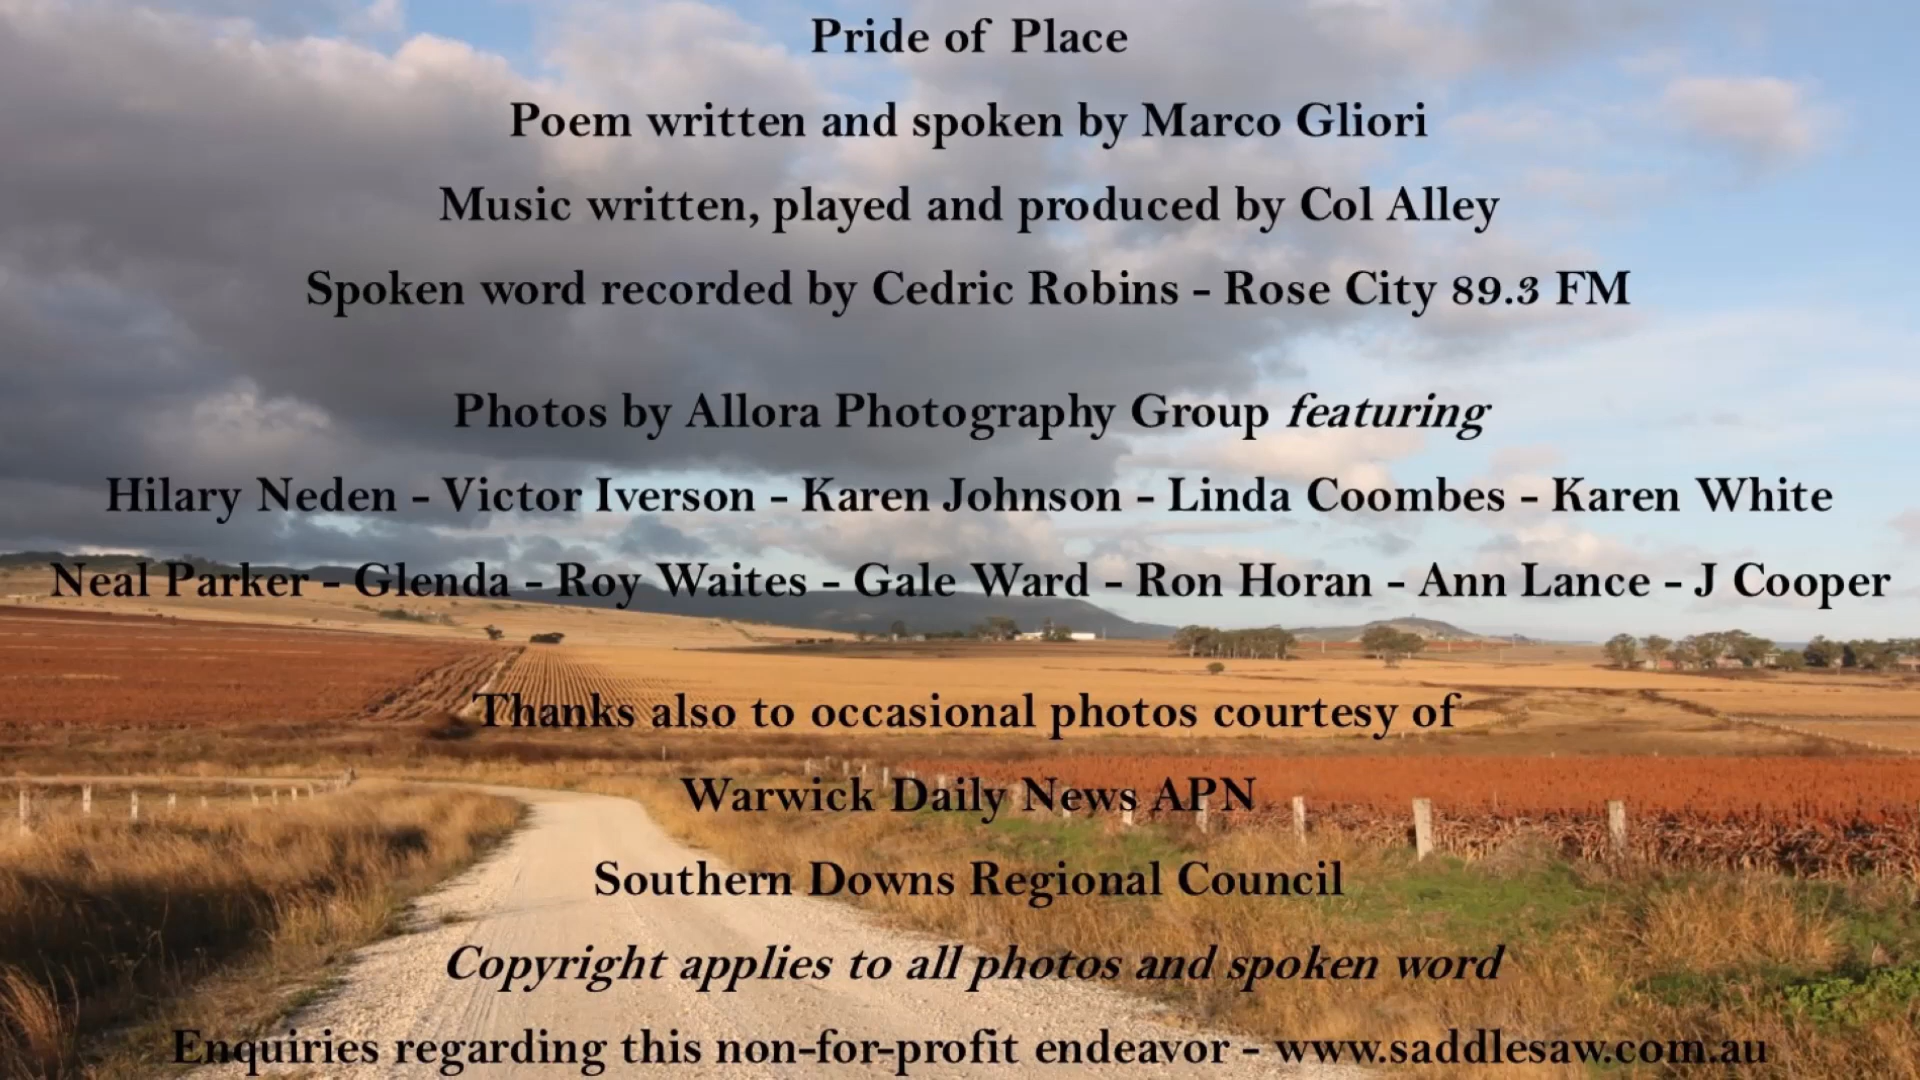 Pride of Place
Poem written and spoken by Marco Gliori
Music written, played and produced by Col Alley
Spoken word recorded by Cedric Robins - Rose City 89.3 FM
Photos by Allora Photography Group featuring
Hilary Neden - Victor Iverson - Karen Johnson - Linda Coombes - Karen White
Neal Parker - Glenda - Roy Waites - Gale Ward - Ron Horan - Ann Lance - J Cooper
Thanks also to occasional photos courtesy of
Warwick Daily News APN
Southern Downs Regional Council
Copyright applies to all photos and spoken word
Enquiries regarding this non-for-profit endeavor - www.saddlesaw.com.au